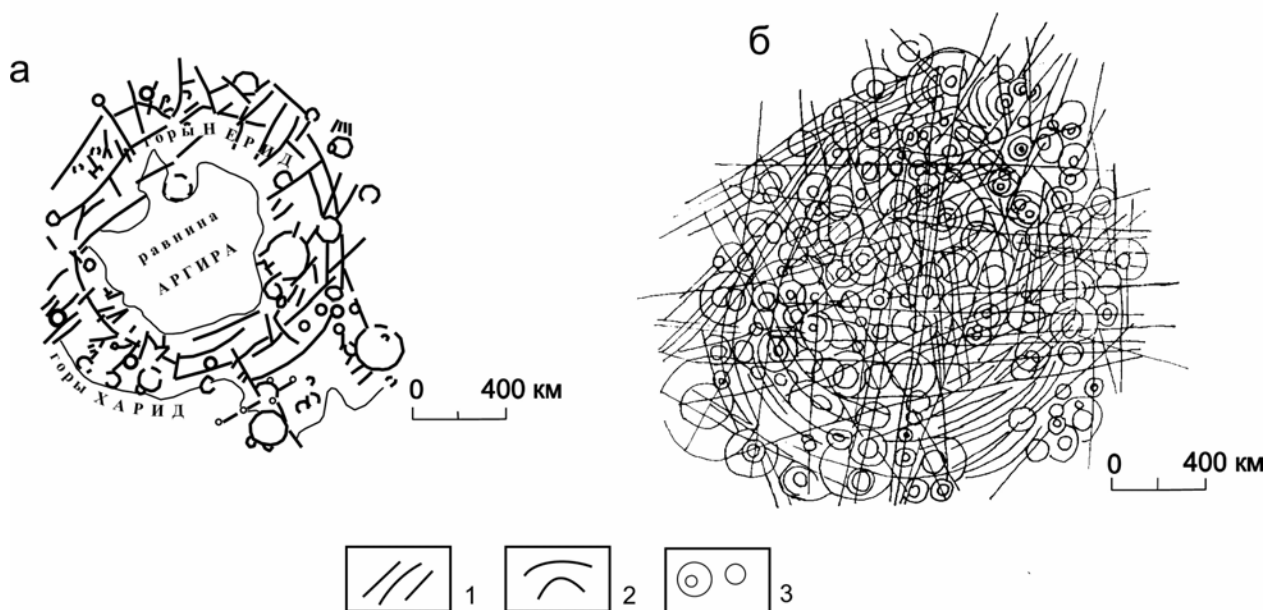 а
б
горы НЕРИД
равнина
АРГИРА
горы ХАРИД
0 400 км
0 400 км
1
2
3